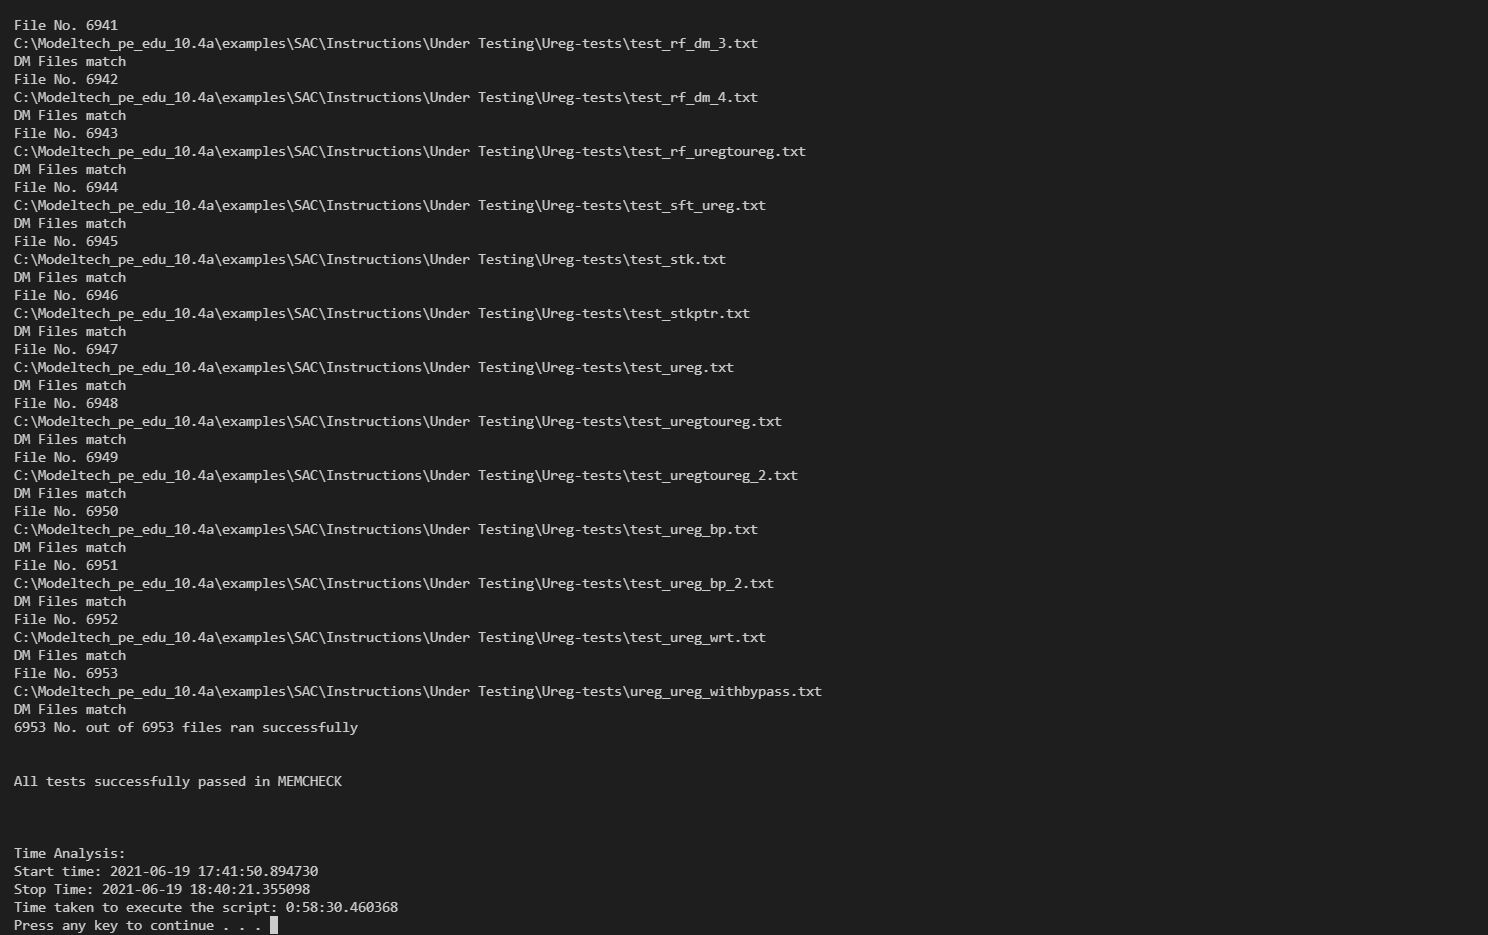 File No. 6941
C:\Modeltech_pe_edu_10.4a\examples\SAC\Instructions\Under Testing\Ureg-tests\test_rf_dm_3.txt
DM Files match
File No. 6942
C:\Modeltech_pe_edu_10.4a\examples\SAC\Instructions\Under Testing\Ureg-tests\test_rf_dm_4.txt
DM Files match
File No. 6943
C:\Modeltech_pe_edu_10.4a\examples\SAC\Instructions\Under Testing\Ureg-tests\test_rf_uregtoureg.txt
DM Files match
File No. 6944
C:\Modeltech_pe_edu_10.4a\examples\SAC\Instructions\Under Testing\Ureg-tests\test_sft_ureg.txt
DM Files match
File No. 6945
C:\Modeltech_pe_edu_10.4a\examples\SAC\Instructions\Under Testing\Ureg-tests\test_stk.txt
DM Files match
File No. 6946
C:\Modeltech_pe_edu_10.4a\examples\SAC\Instructions\Under Testing\Ureg-tests\test_stkptr.txt
DM Files match
File No. 6947
C:\Modeltech_pe_edu_10.4a\examples\SAC\Instructions\Under Testing\Ureg-tests\test_ureg.txt
DM Files match
File No. 6948
C:\Modeltech_pe_edu_10.4a\examples\SAC\Instructions\Under Testing\Ureg-tests\test_uregtoureg.txt
DM Files match
File No. 6949
C:\Modeltech_pe_edu_10.4a\examples\SAC\Instructions\Under Testing\Ureg-tests\test_uregtoureg_2.txt
DM Files match
File No. 6950
C:\Modeltech_pe_edu_10.4a\examples\SAC\Instructions\Under Testing\Ureg-tests\test_ureg_bp.txt
DM Files match
File No. 6951
C:\Modeltech_pe_edu_10.4a\examples\SAC\Instructions\Under Testing\Ureg-tests\test_ureg_bp_2.txt
DM Files match
File No. 6952
C:\Modeltech_pe_edu_10.4a\examples\SAC\Instructions\Under Testing\Ureg-tests\test_ureg_wrt.txt
DM Files match
File No. 6953
C:\Modeltech_pe_edu_10.4a\examples\SAC\Instructions\Under Testing\Ureg-tests\ureg_ureg_withbypass.txt
DM Files match
6953 No. out of 6953 files ran successfully
All tests successfully passed in MEMCHECK
Time Analysis:
Start time: 2021-06-19 17:41:50.894730
Stop Time: 2021-06-19 18:40:21.355098
Time taken to execute the script: 0:58:30.460368
Press any key to continue . . .